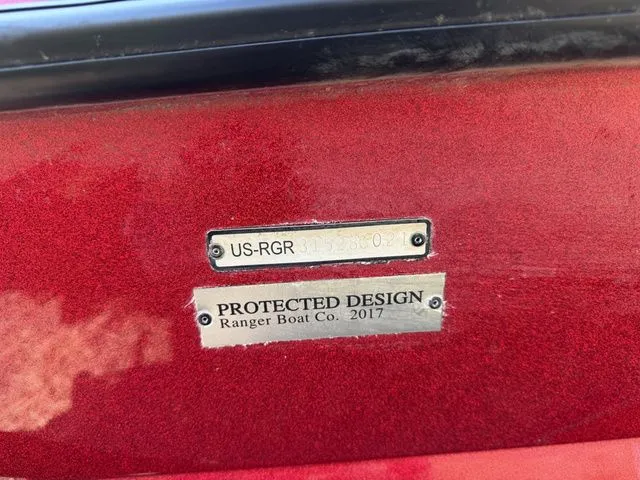 US-RGR
PROTECTED DESIGN
Ranger Boat Co. 2017